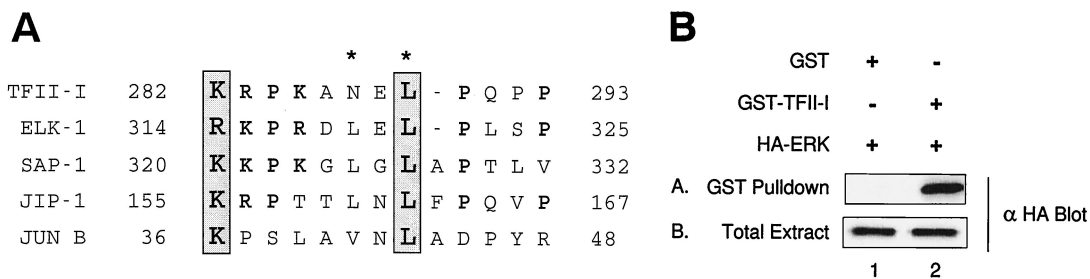 A
* *
TFII-I 282 K R P K A N E L - P Q P P 293
ELK-1 314 R K P R D L E L - P L S P 325
SAP-1 320 K K P K G L G L A P T L V 332
JIP-1 155 K R P T T L N L F P Q V P 167
JUN B 36 K P S L A V N L A D P Y R 48
B
GST + -
GST-TFII-I - +
HA-ERK + +
A. GST Pulldown
B. Total Extract
α HA Blot
1 2